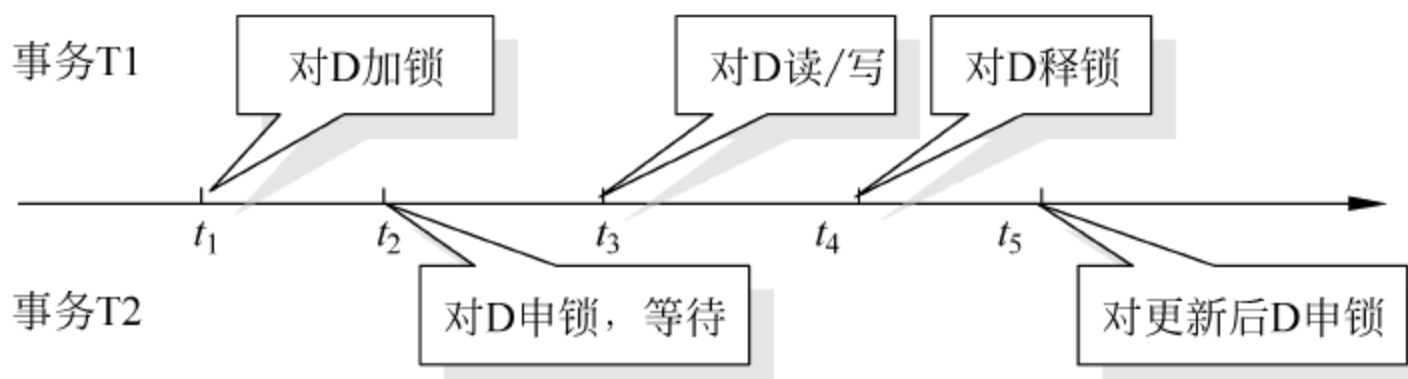 事务T1
对D加锁
对D读/写
对D释锁
t1
t2
t3
t4
t5
事务T2
对D申锁，等待
对更新后D申锁